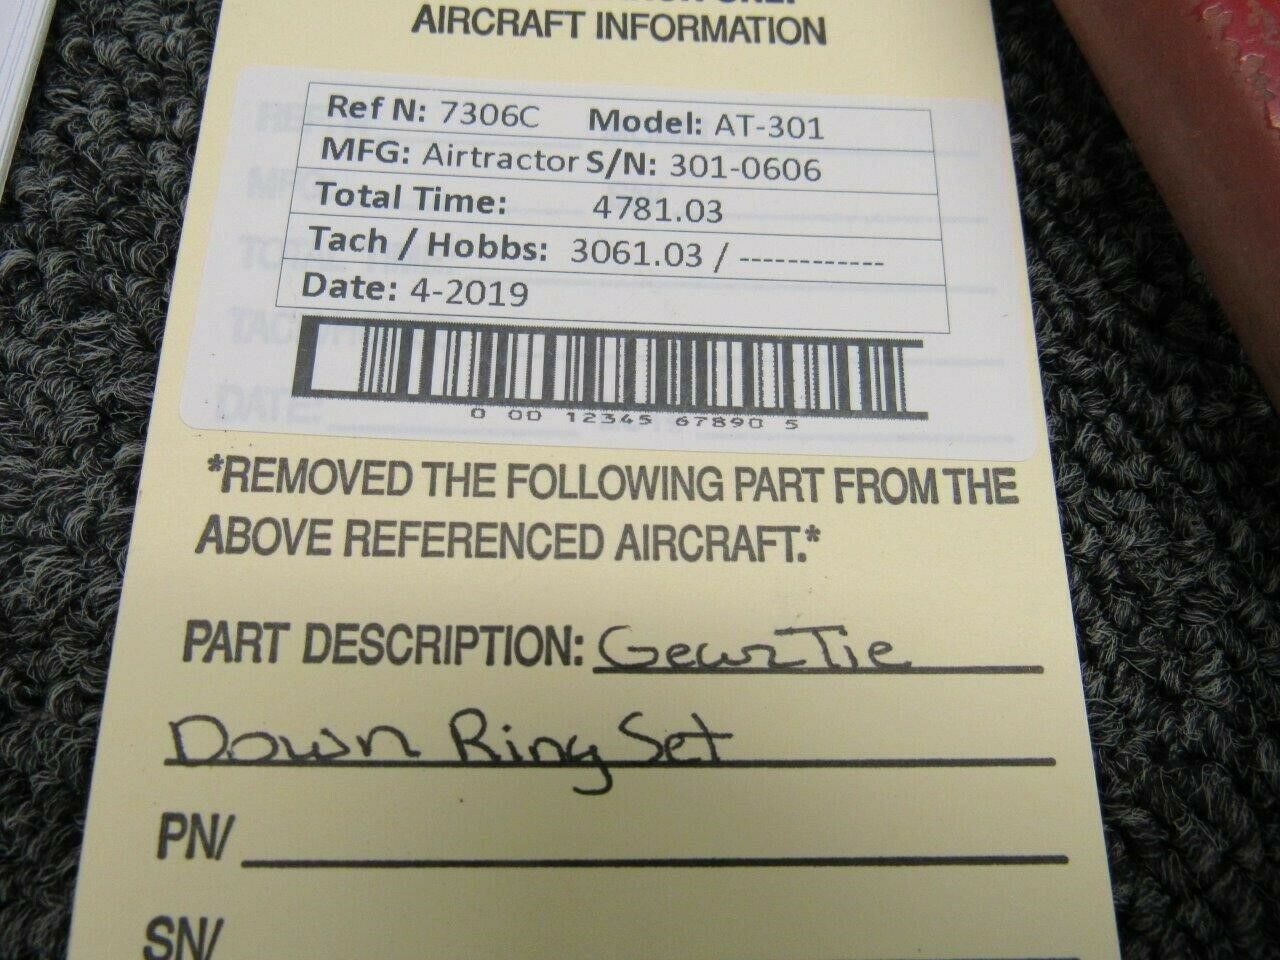 AIRCRAFT INFORMATION
Ref N: 7306C Model: AT-301
MFG: Airtractor S/N: 301-0606
Total Time: 4781.03
Tach / Hobbs: 3061.03 / ------------
Date: 4-2019
0 00 12345 67890 5
*REMOVED THE FOLLOWING PART FROM THE
ABOVE REFERENCED AIRCRAFT.*
PART DESCRIPTION: Gear Tie
Down Ring Set
PN/
SN/